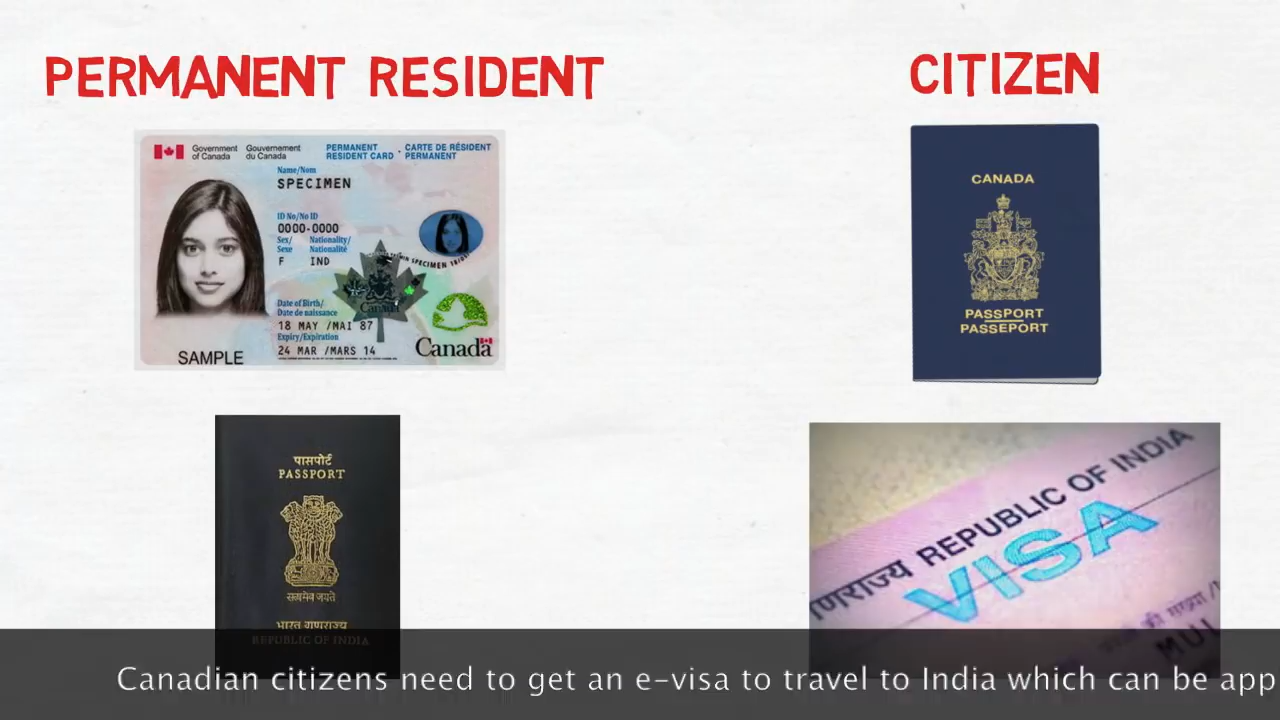 PERMANENT RESIDENT
CITIZEN
Government of Canada
Gouvernement du Canada
PERMANENT RESIDENT CARD
CARTE DE RÉSIDENT PERMANENT
Name/Nom
SPECIMEN
ID No/No ID
0000-0000
Sex/Sexe
Nationality/Nationalité
F IND
Date of Birth/
Date de naissance
18 MAY /MAI 87
Expiry/Expiration
24 MAR /MARS 14
SAMPLE
Canada
CANADA
PASSPORT
PASSEPORT
पासपोर्ट
PASSPORT
सत्यमेव जयते
भारत गणराज्य
REPUBLIC OF INDIA
REPUBLIC OF INDIA
VISA
Canadian citizens need to get an e-visa to travel to India which can be app